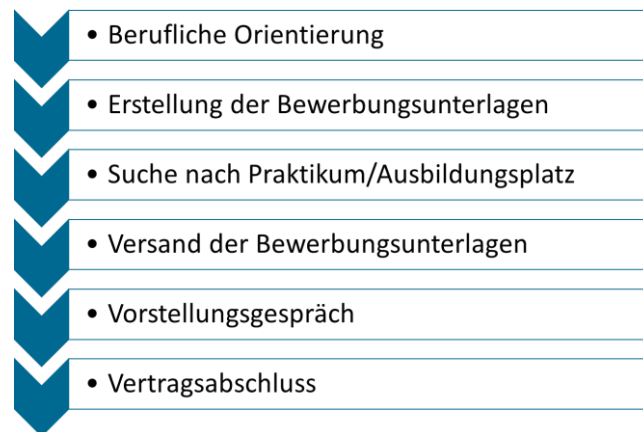 • Berufliche Orientierung
• Erstellung der Bewerbungsunterlagen
• Suche nach Praktikum/Ausbildungsplatz
• Versand der Bewerbungsunterlagen
• Vorstellungsgespräch
• Vertragsabschluss